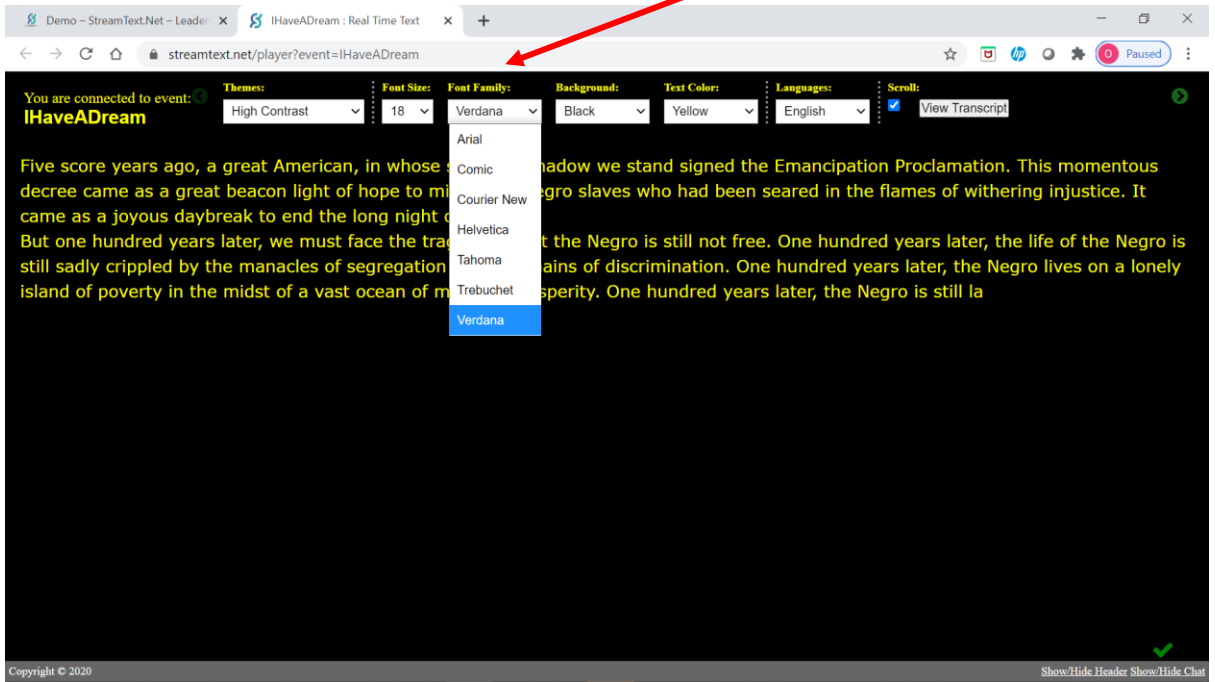 Demo – StreamText.Net – Leader
IHaveADream : Real Time Text
streamtext.net/player?event=IHaveADream
Paused
You are connected to event:
IHaveADream
Themes:
High Contrast
Font Size:
18
Font Family:
Verdana
Background:
Black
Text Color:
Yellow
Languages:
English
Scroll:
View Transcript
Arial
Comic
Courier New
Helvetica
Tahoma
Trebuchet
Verdana
Five score years ago, a great American, in whose we stand signed the Emancipation Proclamation. This momentous
decree came as a great beacon light of hope to slaves who had been seared in the flames of withering injustice. It
came as a joyous daybreak to end the long night
But one hundred years later, we must face the the Negro is still not free. One hundred years later, the life of the Negro is
still sadly crippled by the manacles of segregation of discrimination. One hundred years later, the Negro lives on a lonely
island of poverty in the midst of a vast ocean of One hundred years later, the Negro is still la
Copyright © 2020
Show/Hide Header Show/Hide Chat